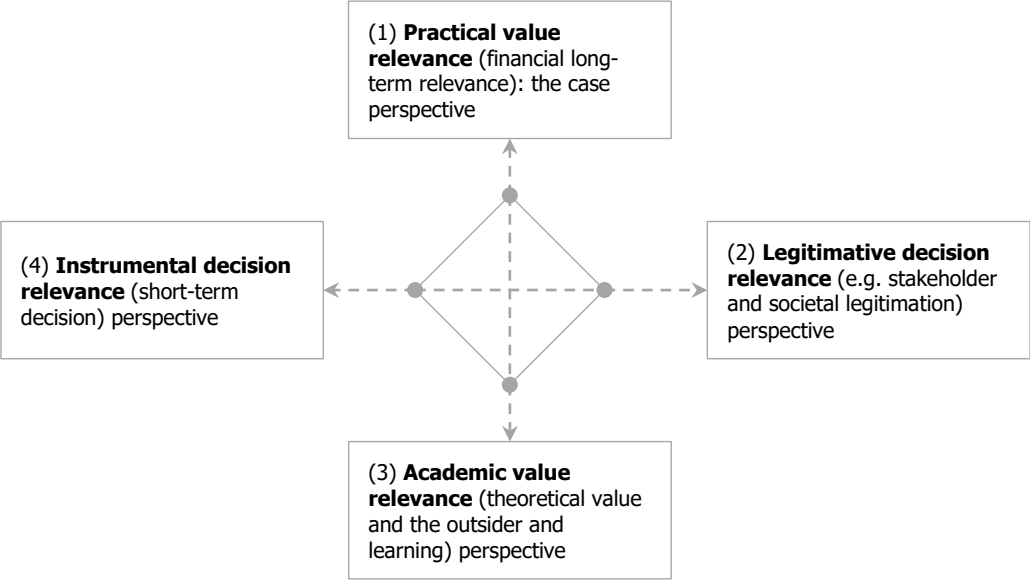 (1) Practical value
relevance (financial long-
term relevance): the case
perspective
(2) Legitimative decision
relevance (e.g. stakeholder
and societal legitimation)
perspective
(3) Academic value
relevance (theoretical value
and the outsider and
learning) perspective
(4) Instrumental decision
relevance (short-term
decision) perspective